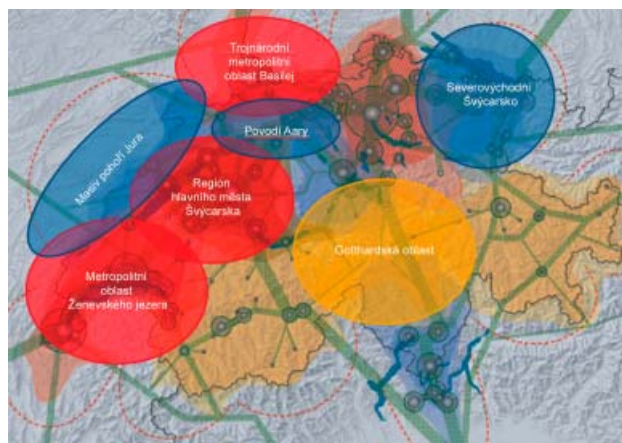 Trojnárodní
metropolitní
oblast Basilej
Severovýchodní
Švýcarsko
Povodí Aary
Masiv pohoří Jura
Region
hlavního města
Švýcarska
Gotthardská oblast
Metropolitní
oblast
Ženevského jezera